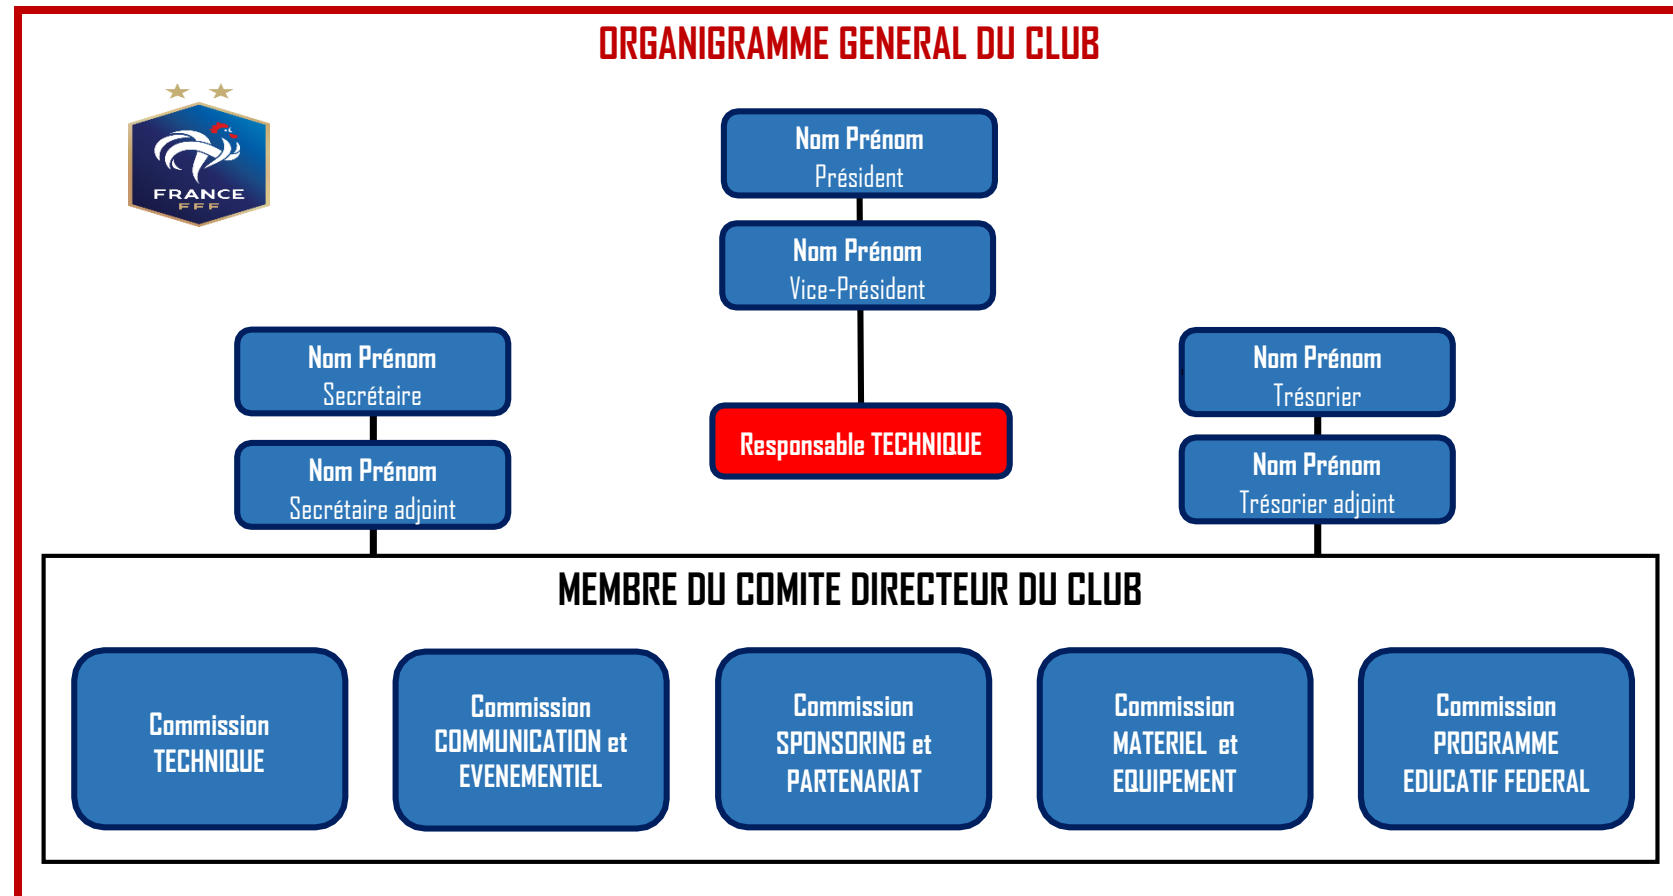 ORGANIGRAMME GENERAL DU CLUB
FRANCE
FFF
Nom Prénom
Président
Nom Prénom
Vice-Président
Nom Prénom
Secrétaire
Nom Prénom
Secrétaire adjoint
Responsable TECHNIQUE
Nom Prénom
Trésorier
Nom Prénom
Trésorier adjoint
MEMBRE DU COMITE DIRECTEUR DU CLUB
Commission
TECHNIQUE
Commission
COMMUNICATION et
EVENEMENTIEL
Commission
SPONSORING et
PARTENARIAT
Commission
MATERIEL et
EQUIPEMENT
Commission
PROGRAMME
EDUCATIF FEDERAL